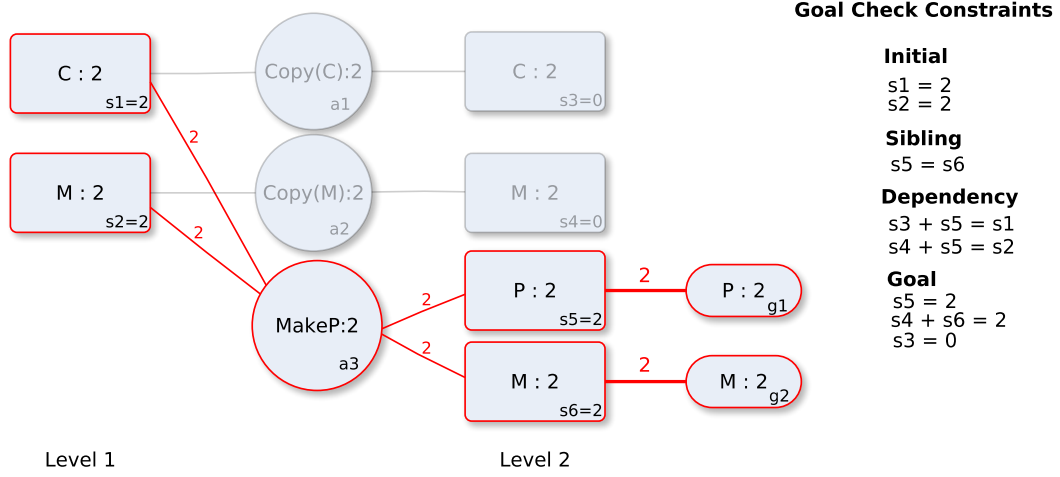 Goal Check Constraints
C : 2
s1=2
Copy(C):2
a1
C : 2
s3=0
Initial
s1 = 2
s2 = 2
2
Sibling
s5 = s6
M : 2
s2=2
Copy(M):2
a2
M : 2
s4=0
Dependency
s3 + s5 = s1
s4 + s5 = s2
2
MakeP:2
a3
2
P : 2
s5=2
2
P : 2
g1
Goal
s5 = 2
s4 + s6 = 2
s3 = 0
2
M : 2
s6=2
2
M : 2
g2
Level 1
Level 2